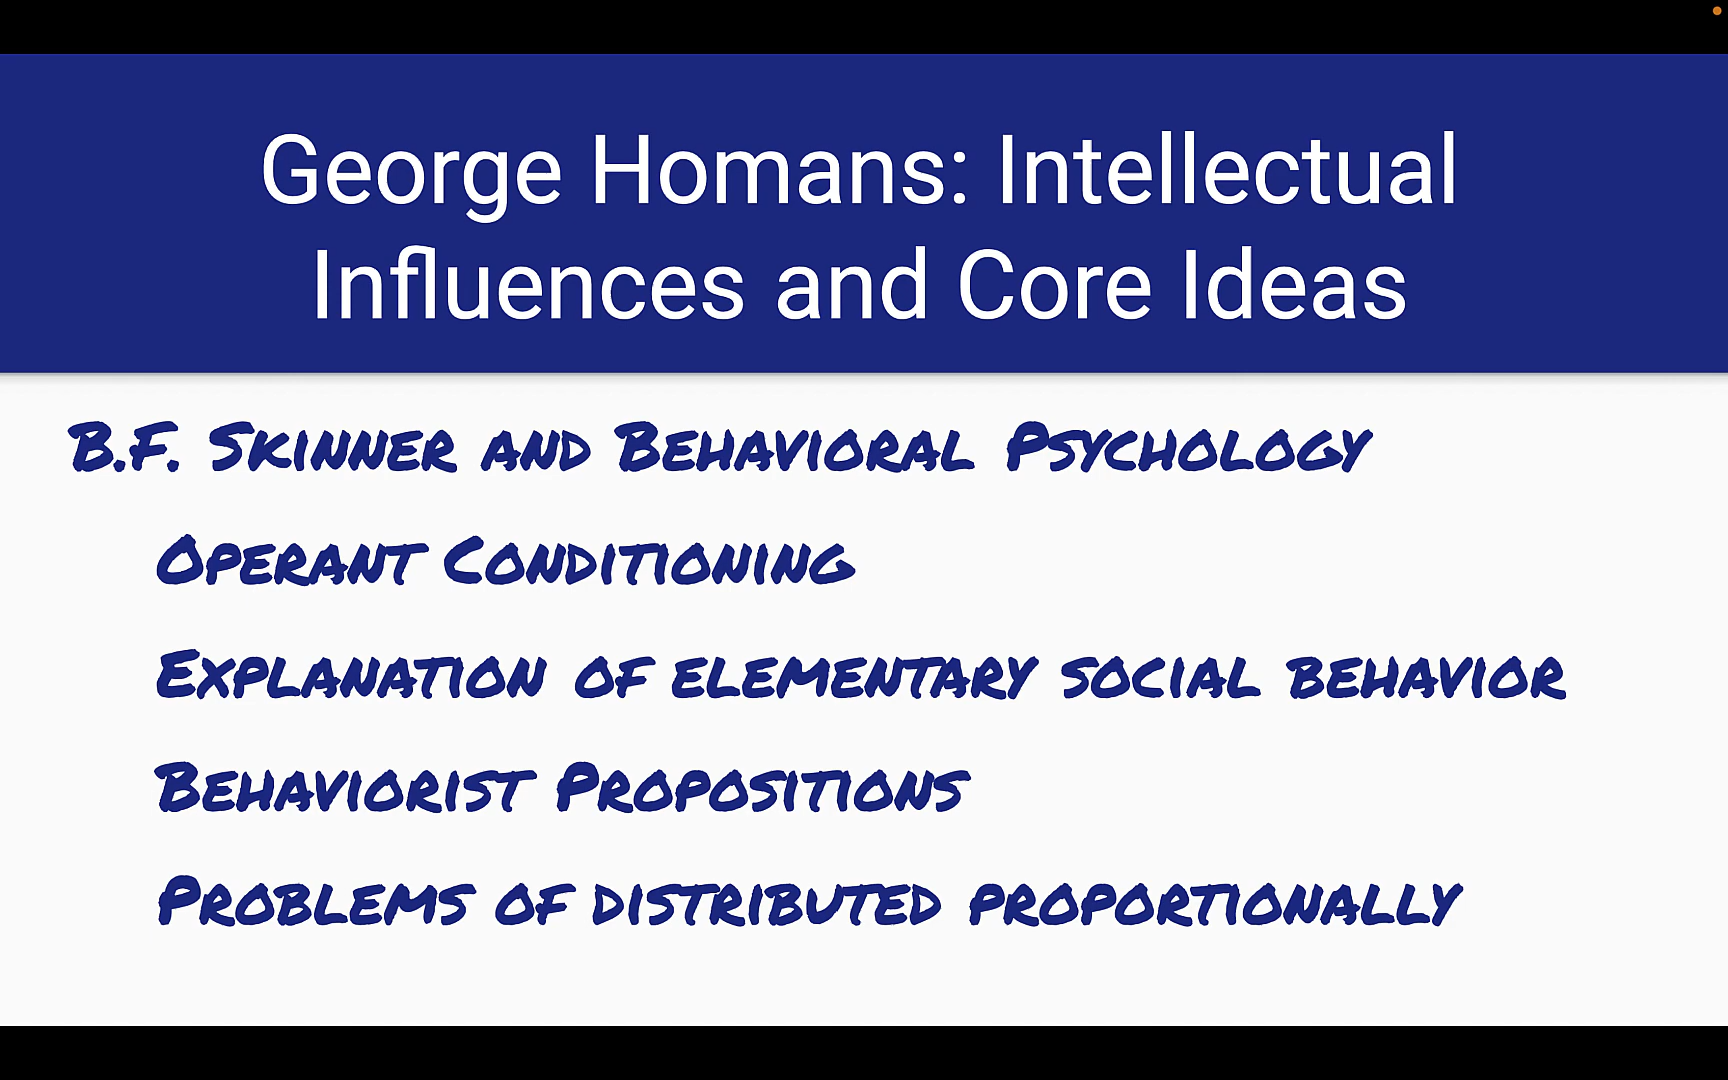 George Homans: Intellectual
Influences and Core Ideas
B.F. Skinner and Behavioral Psychology
Operant Conditioning
Explanation of elementary social behavior
Behaviorist Propositions
Problems of distributed proportionally